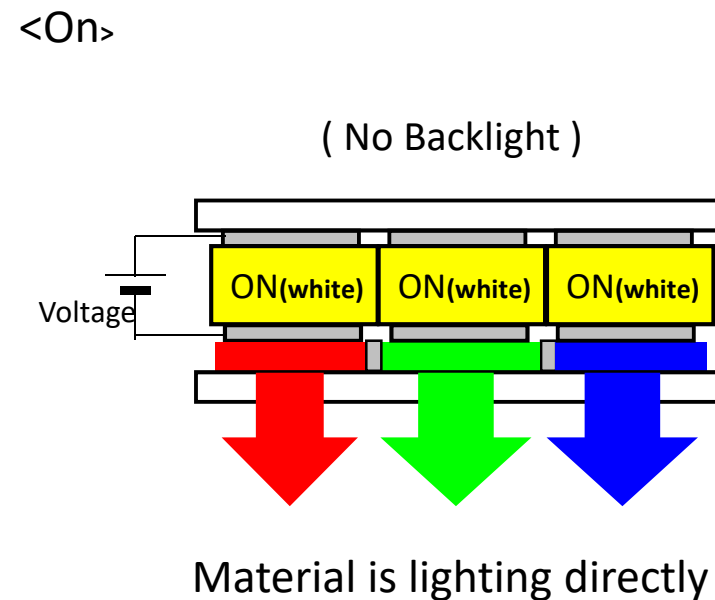 <On>
( No Backlight )
ON(white) ON(white) ON(white)
Voltage
Material is lighting directly